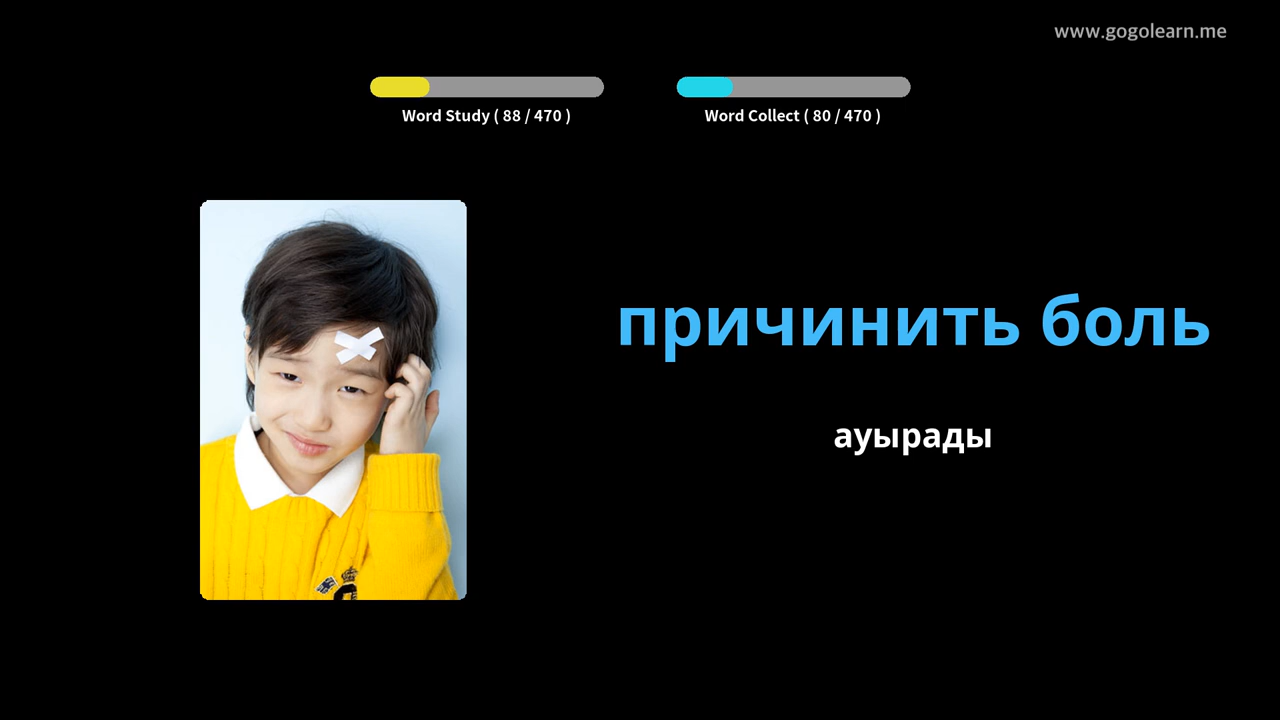 www.gogolearn.me
Word Study ( 88 / 470 )
Word Collect ( 80 / 470 )
причинить боль
ауырады